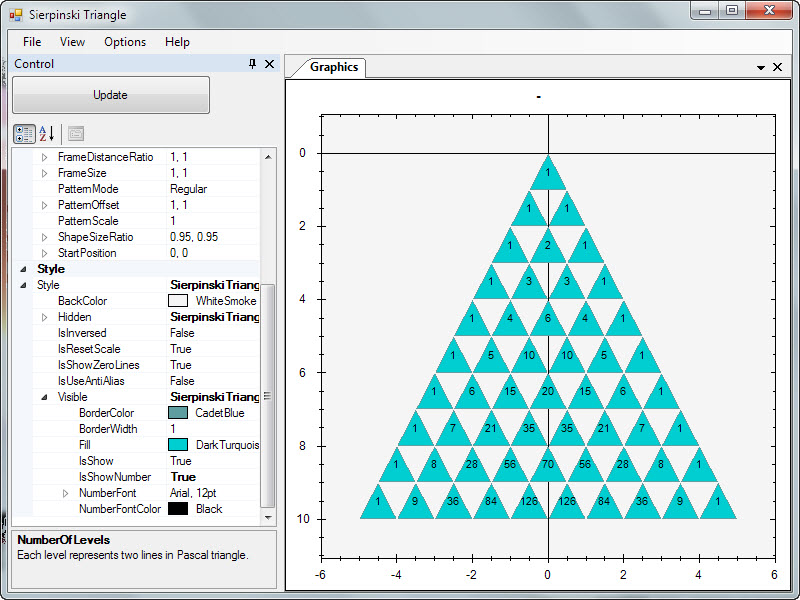 Sierpinski Triangle
File View Options Help
Control
Update
FrameDistanceRatio 1, 1
FrameSize 1, 1
PatternMode Regular
PatternOffset 1, 1
PatternScale 1
ShapeSizeRatio 0.95, 0.95
StartPosition 0, 0
Style
Style SierpinskiTriang
BackColor WhiteSmoke
Hidden SierpinskiTriang
IsInversed False
IsResetScale True
IsShowZeroLines True
IsUseAntiAlias False
Visible SierpinskiTriang
BorderColor CadetBlue
BorderWidth 1
Fill DarkTurquois
IsShow True
IsShowNumber True
NumberFont Arial, 12pt
NumberFontColor Black
NumberOfLevels
Each level represents two lines in Pascal triangle.
Graphics
-
0
1
1 1
2
1 2 1
1 3 3 1
4
1 4 6 4 1
1 5 10 10 5 1
6
1 6 15 20 15 6 1
1 7 21 35 35 21 7 1
8
1 8 28 56 70 56 28 8 1
1 9 36 84 126 126 84 36 9 1
10
-6 -4 -2 0 2 4 6